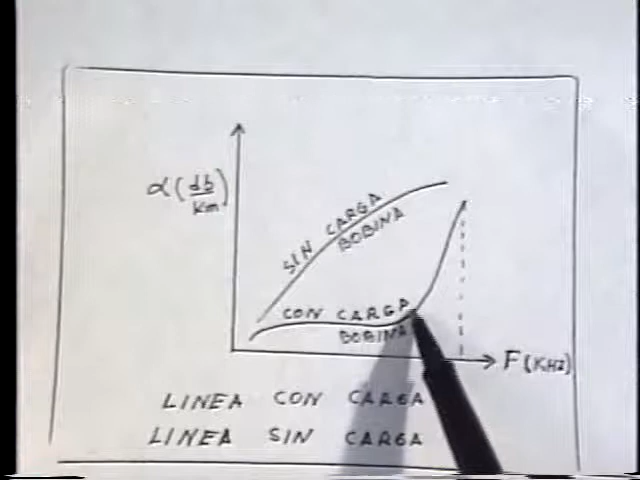 α (db/Km)
SIN CARGA
BOBINA
CON CARGA
BOBINA
F (KHZ)
LINEA CON CARGA
LINEA SIN CARGA